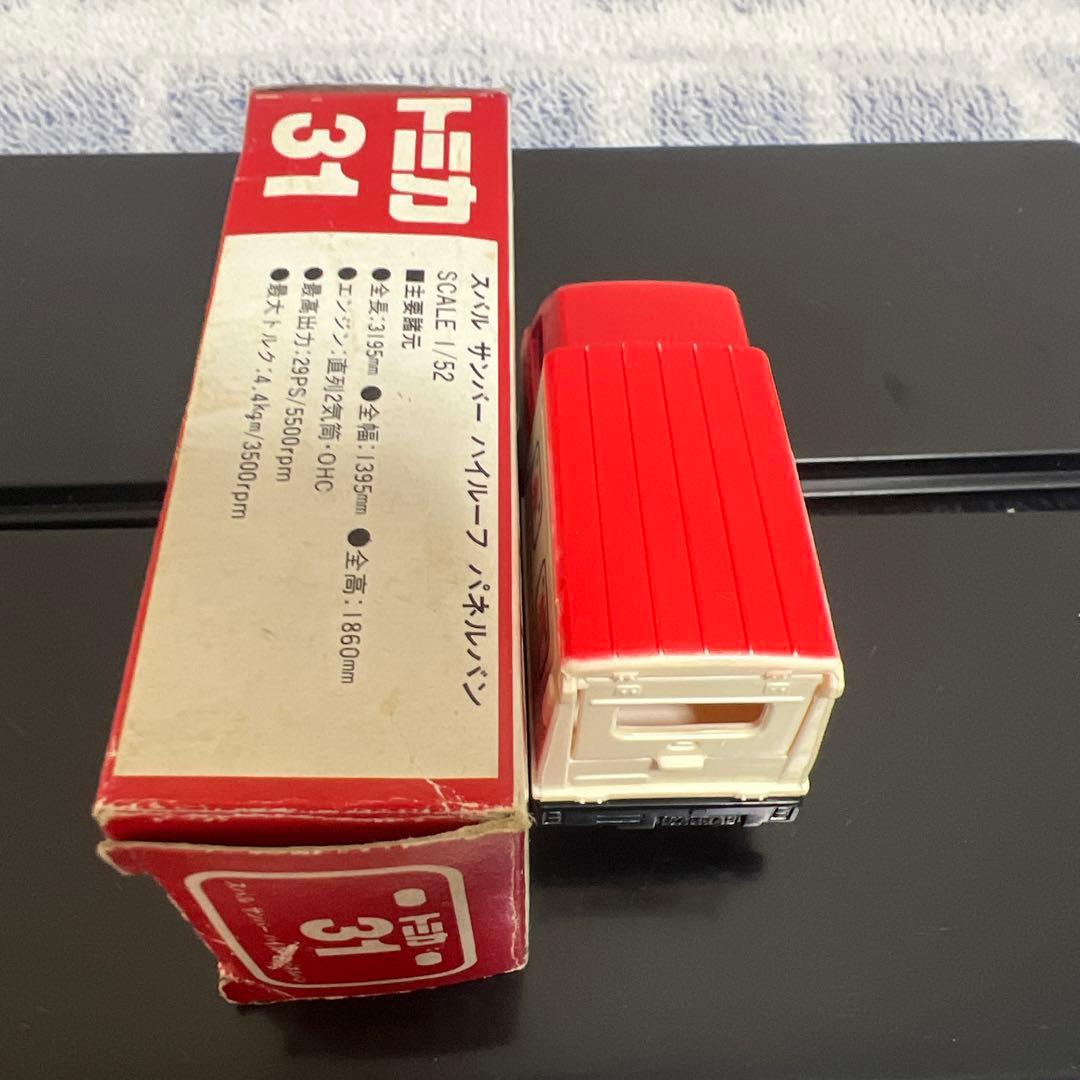 トミカ
31
スバル サンバー ハイルーフ パネルバン
SCALE 1/52
■主要諸元
●全長:3195mm ●全幅:1395mm ●全高:1860mm
●エンジン:直列2気筒・OHC
●最高出力:29PS/5500rpm
●最大トルク:4.4kgm/3500rpm
トミカ
31